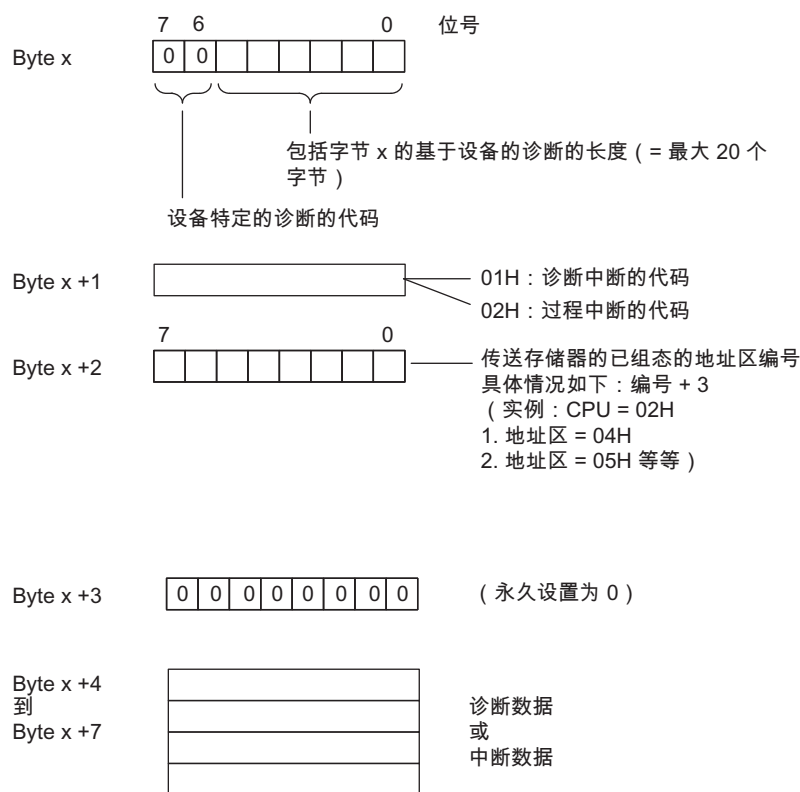 7 6 0 位号
Byte x 0 0
包括字节 x 的基于设备的诊断的长度（= 最大 20 个
字节）
设备特定的诊断的代码
Byte x +1 01H：诊断中断的代码
02H：过程中断的代码
7 0
Byte x +2 传送存储器的已组态的地址区编号
具体情况如下：编号 + 3
（实例：CPU = 02H
1. 地址区 = 04H
2. 地址区 = 05H 等等）
Byte x +3 0 0 0 0 0 0 0 0 （永久设置为 0）
Byte x +4
到 诊断数据
Byte x +7 或
中断数据